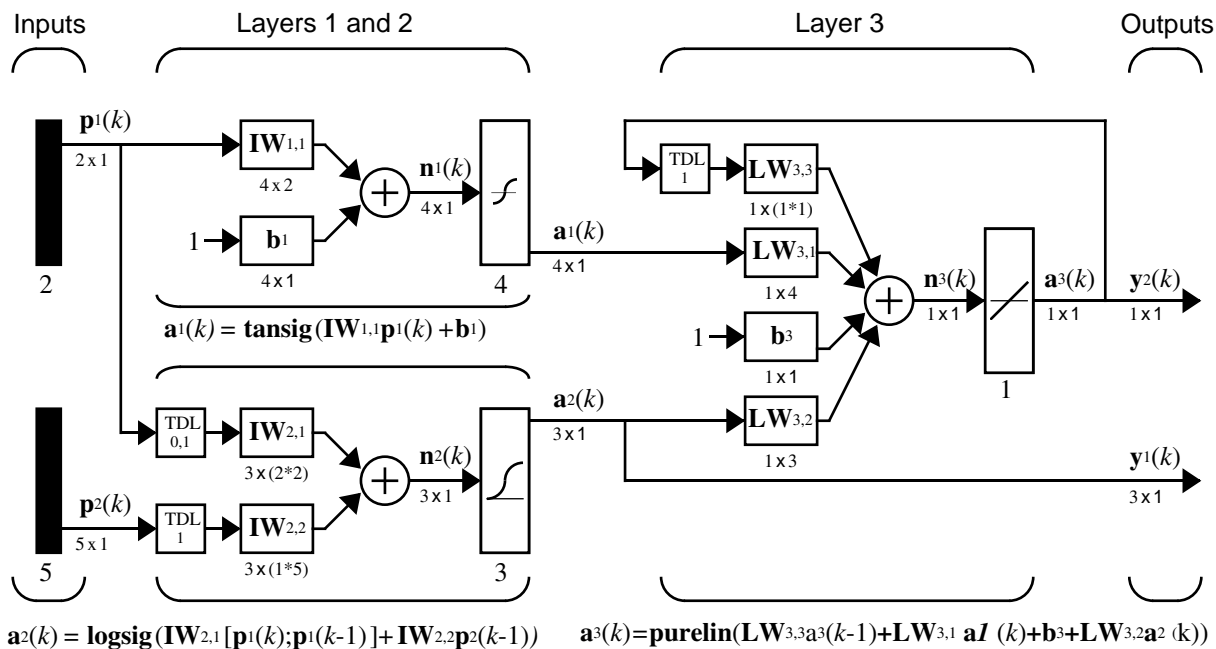 Inputs Layers 1 and 2 Layer 3 Outputs
p1(k)
2 x 1
2
IW1,1
4 x 2
1 b1
4 x 1
n1(k)
4 x 1
4
a1(k) = tansig (IW1,1p1(k) +b1)
a1(k)
4 x 1
TDL
1
LW3,3
1 x (1*1)
LW3,1
1 x 4
1 b3
1 x 1
LW3,2
1 x 3
n3(k)
1 x 1
1
a3(k)
1 x 1
y2(k)
1 x 1
p2(k)
5 x 1
5
TDL
0,1
IW2,1
3 x (2*2)
TDL
1
IW2,2
3 x (1*5)
n2(k)
3 x 1
3
a2(k)
3 x 1
y1(k)
3 x 1
a2(k) = logsig (IW2,1 [p1(k);p1(k-1) ]+ IW2,2p2(k-1))
a3(k)=purelin(LW3,3a3(k-1)+LW3,1 a1 (k)+b3+LW3,2a2 (k))